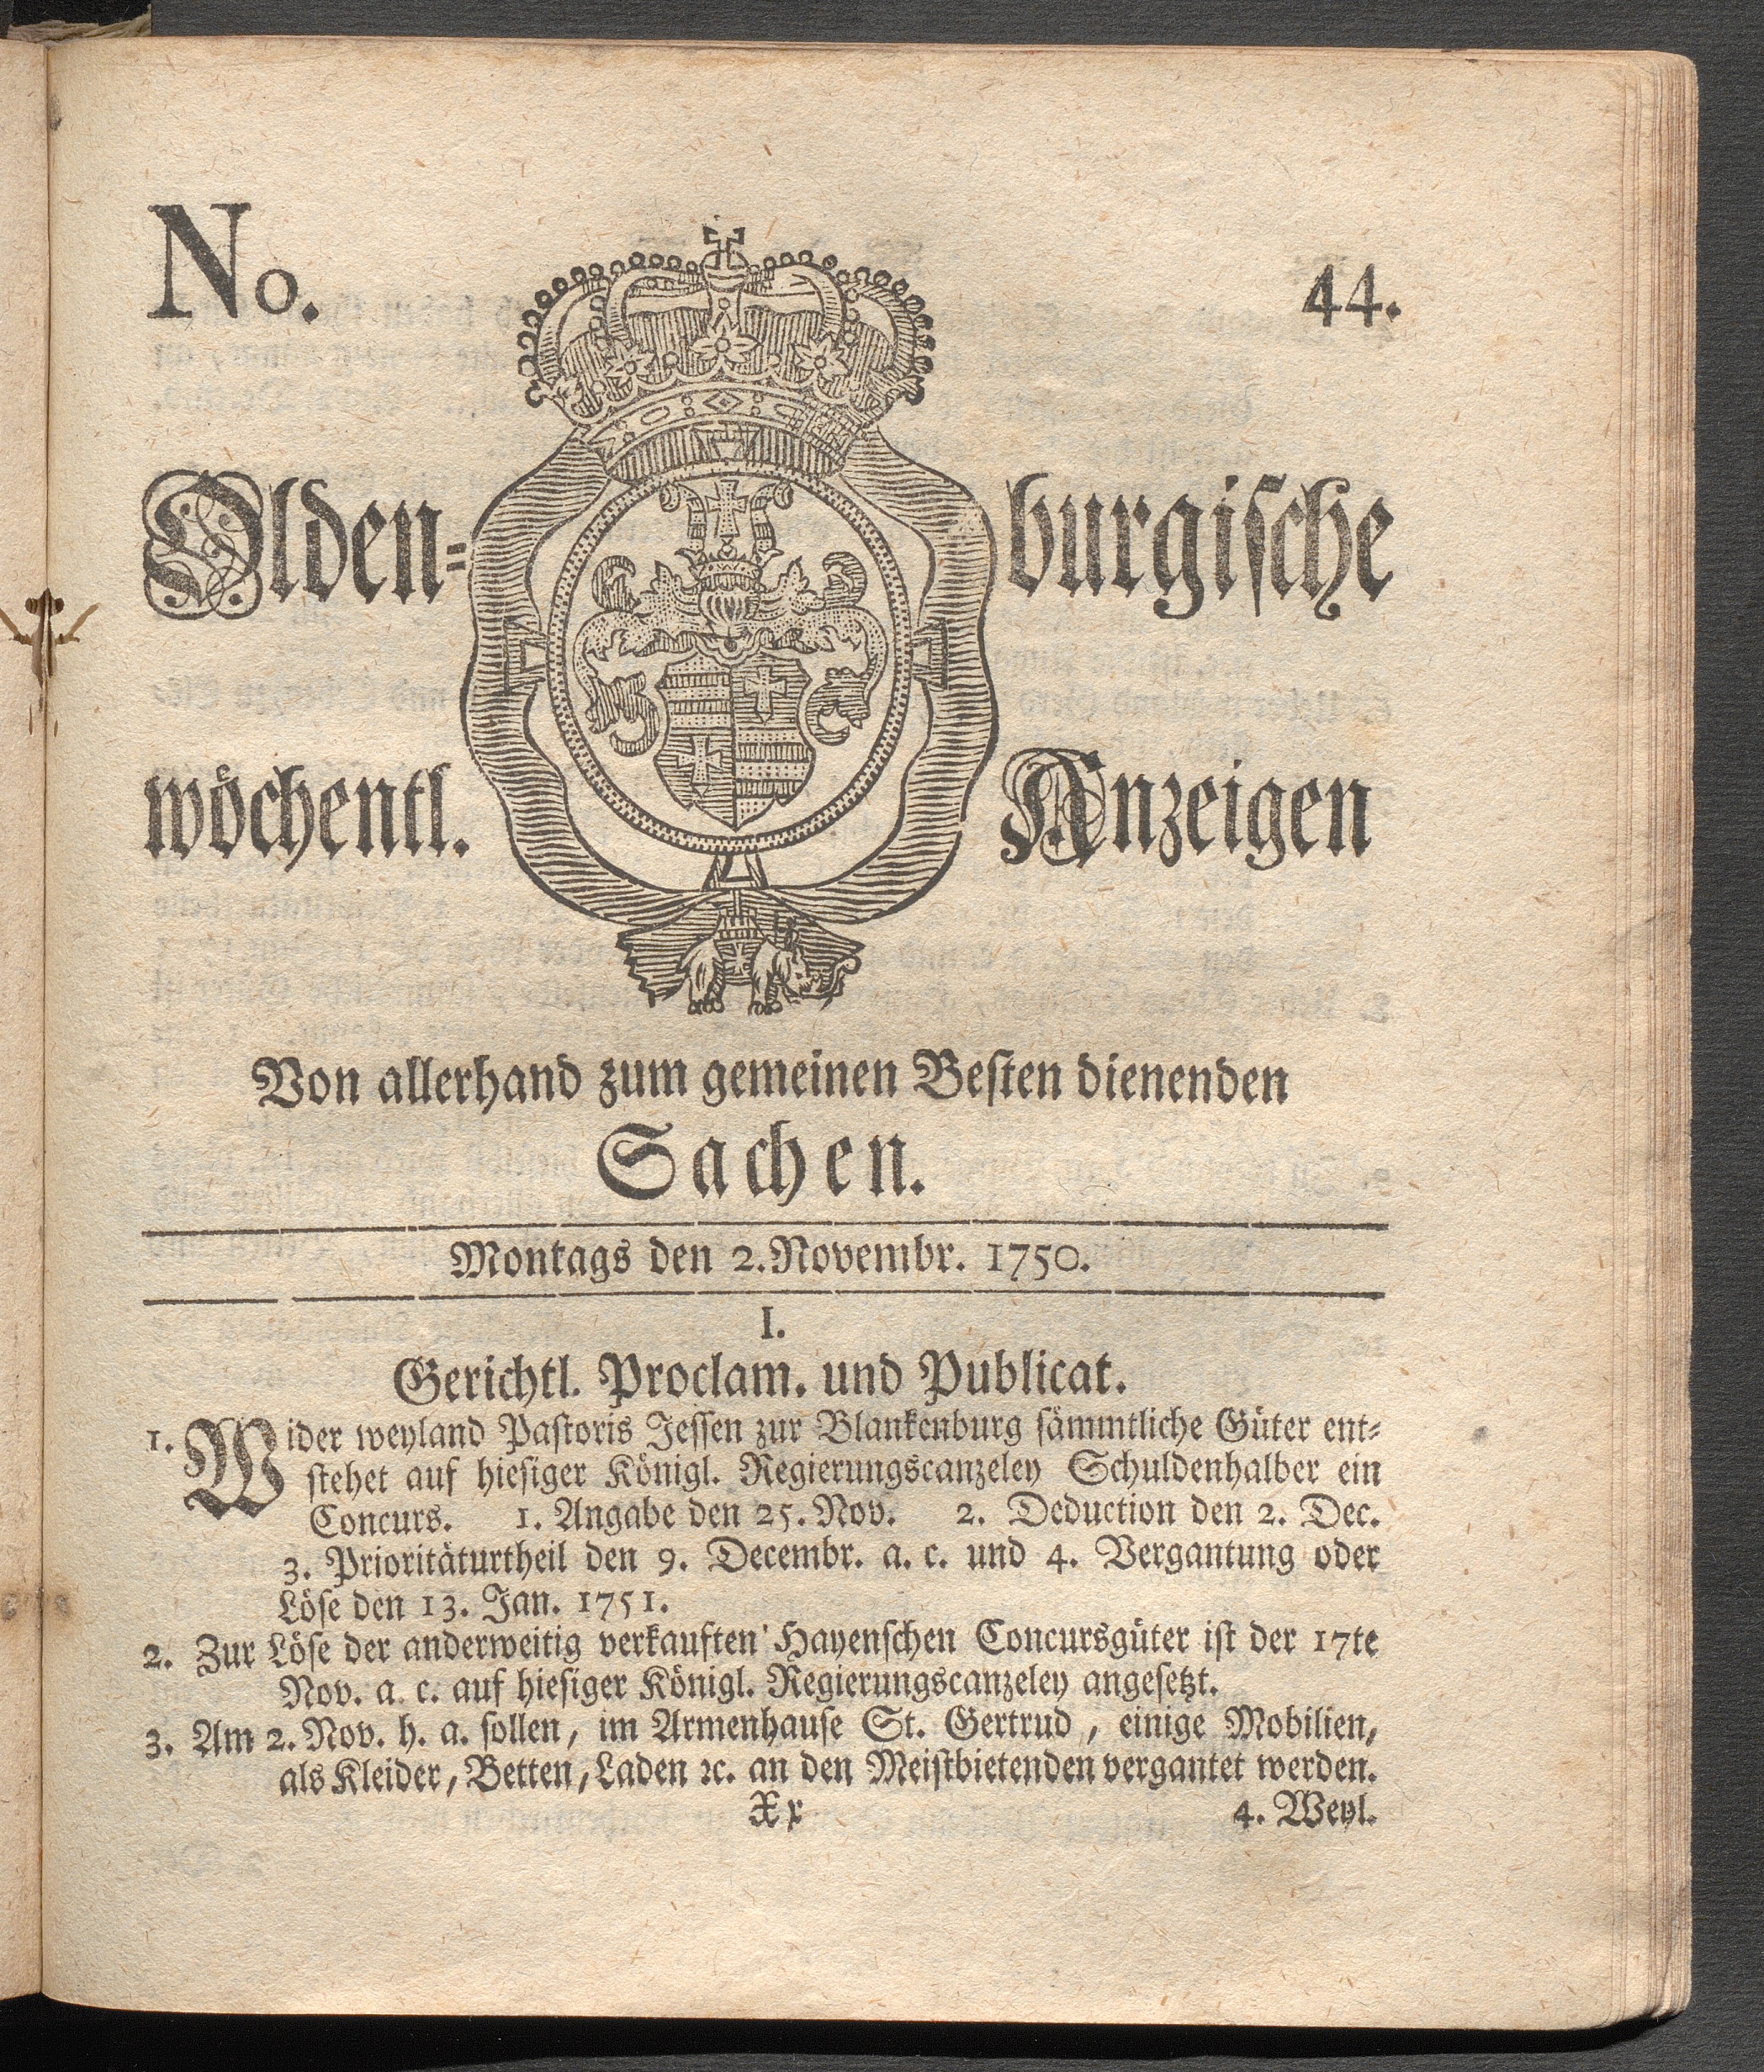 No. 44.
Olden- burgische
wöchentl. Anzeigen
Von allerhand zum gemeinen Besten dienenden
Sachen.
Montags den 2. Novembr. 1750.
I.
Gerichtl. Proclam. und Publicat.
1. Wider weyland Pastoris Jessen zur Blankenburg sämmtliche Güter ent-
stehet auf hiesiger Königl. Regierungscanzeley Schuldenhalber ein
Concurs. 1. Angabe den 25. Nov. 2. Deduction den 2. Dec.
3. Prioritäturtheil den 9. Decembr. a. c. und 4. Vergantung oder
Löse den 13. Jan. 1751.
2. Zur Löse der anderweitig verkauften Hayenschen Concursgüter ist der 17te
Nov. a. c. auf hiesiger Königl. Regierungscanzeley angesetzt.
3. Am 2. Nov. h. a. sollen, im Armenhause St. Gertrud, einige Mobilien,
als Kleider, Betten, Laden ꝛc. an den Meistbietenden vergantet werden.
Xx 4. Weyl.